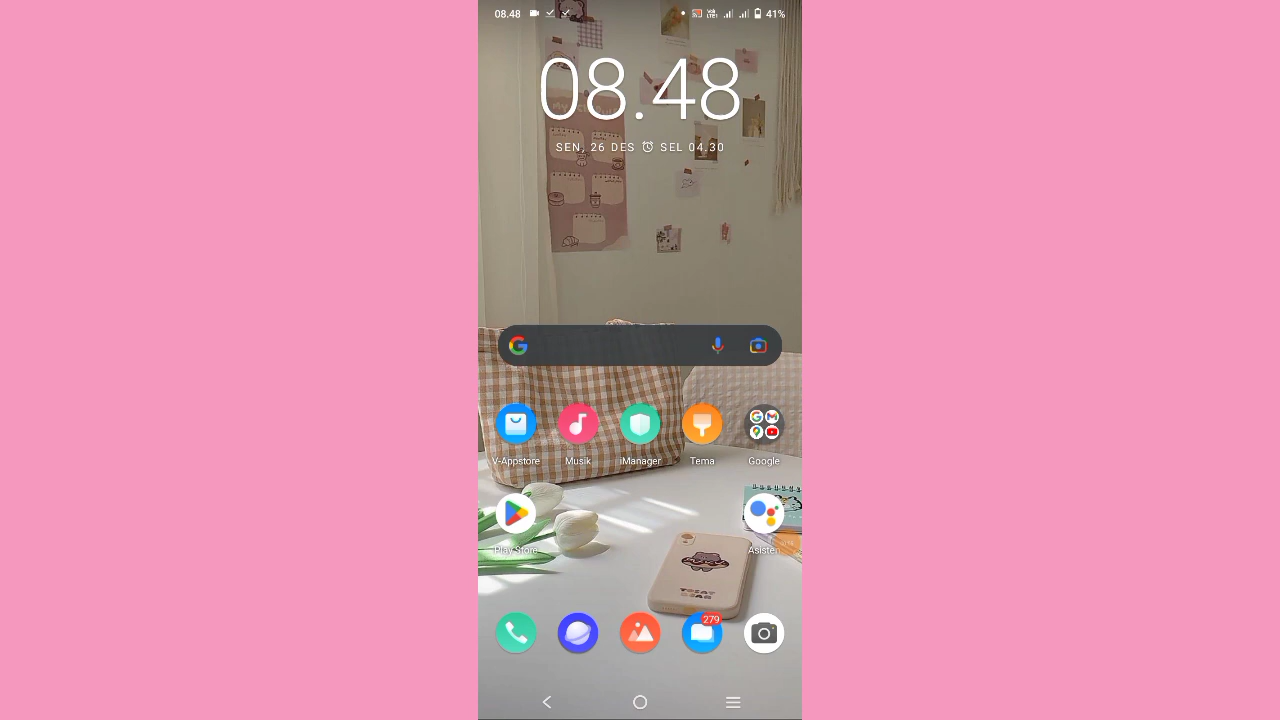 08.48
41%
08.48
SEN, 26 DES SEL 04.30
V-Appstore Musik iManager Tema Google
Play Store Asisten
279